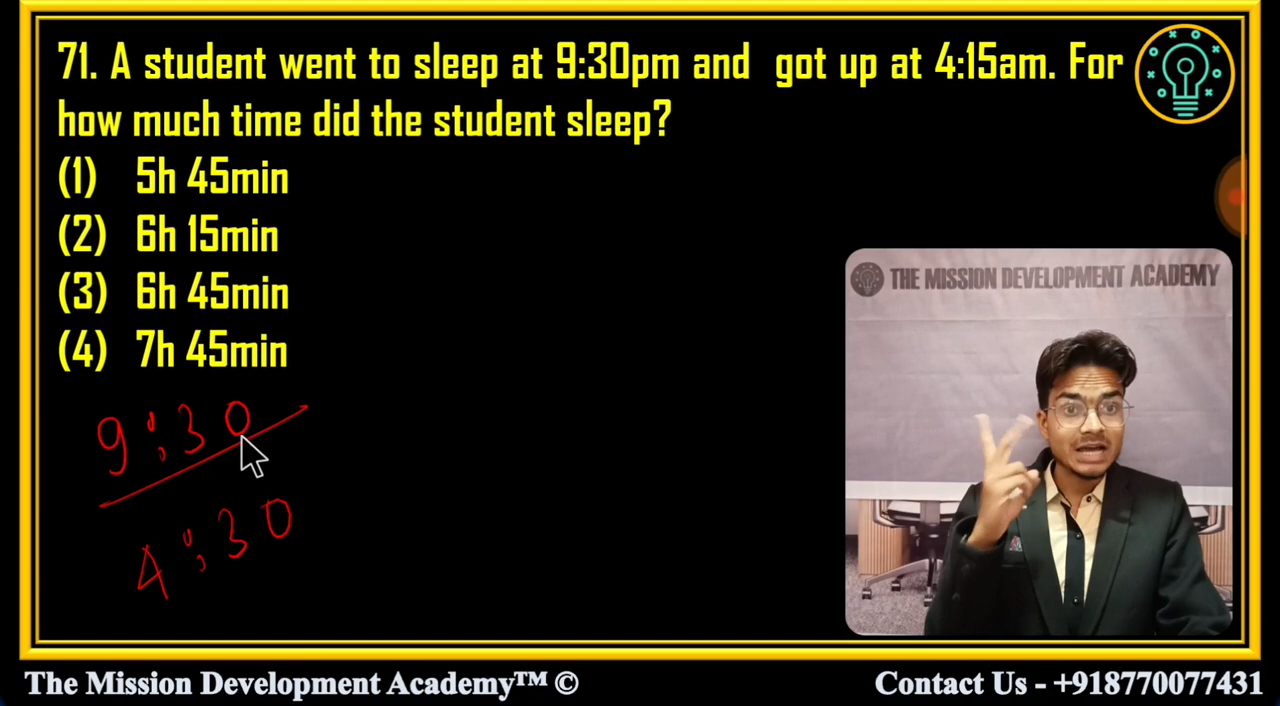 71. A student went to sleep at 9:30pm and got up at 4:15am. For
how much time did the student sleep?
(1) 5h 45min
(2) 6h 15min
(3) 6h 45min
(4) 7h 45min
9:30
4:30
THE MISSION DEVELOPMENT ACADEMY
The Mission Development Academy™ ©
Contact Us - +918770077431